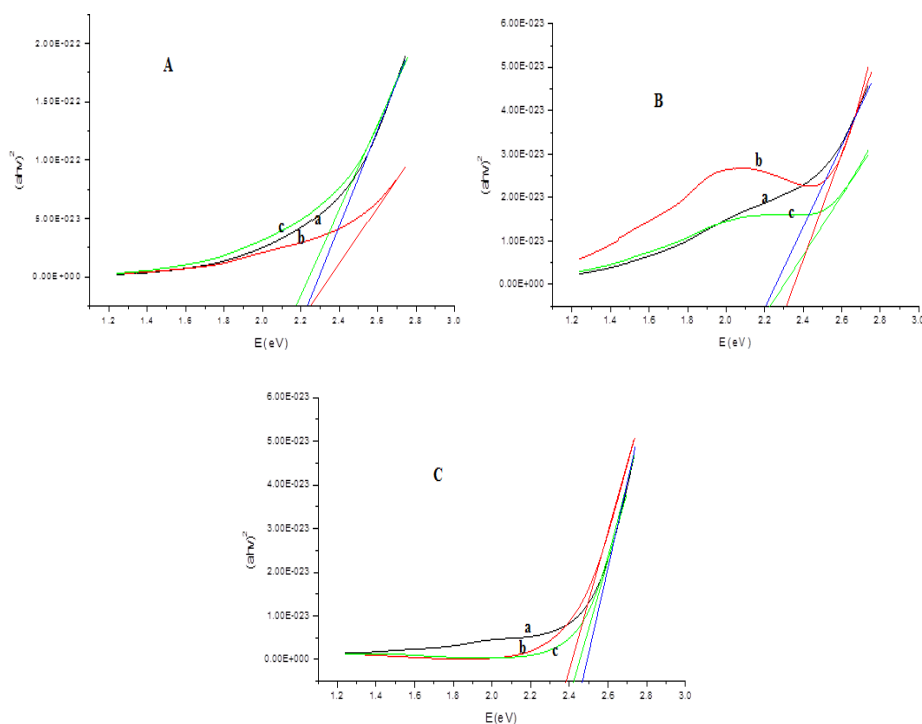 A
2.00E-022
1.50E-022
1.00E-022
5.00E-023
0.00E+000
(ahv)²
c
a
b
1.2 1.4 1.6 1.8 2.0 2.2 2.4 2.6 2.8 3.0
E(eV)
B
6.00E-023
5.00E-023
4.00E-023
3.00E-023
2.00E-023
1.00E-023
0.00E+000
(ahv)²
b
a
c
1.2 1.4 1.6 1.8 2.0 2.2 2.4 2.6 2.8 3.0
E(eV)
C
6.00E-023
5.00E-023
4.00E-023
3.00E-023
2.00E-023
1.00E-023
0.00E+000
(ahv)²
a
b
c
1.2 1.4 1.6 1.8 2.0 2.2 2.4 2.6 2.8 3.0
E(eV)